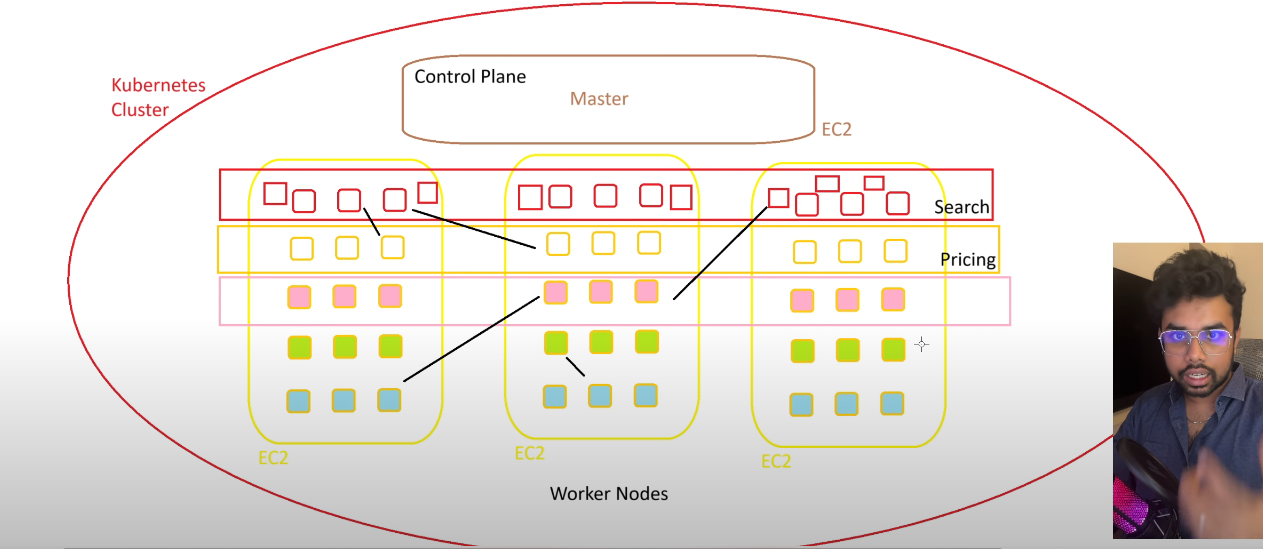 Kubernetes
Cluster
Control Plane
Master
EC2
Search
Pricing
EC2
EC2
EC2
Worker Nodes